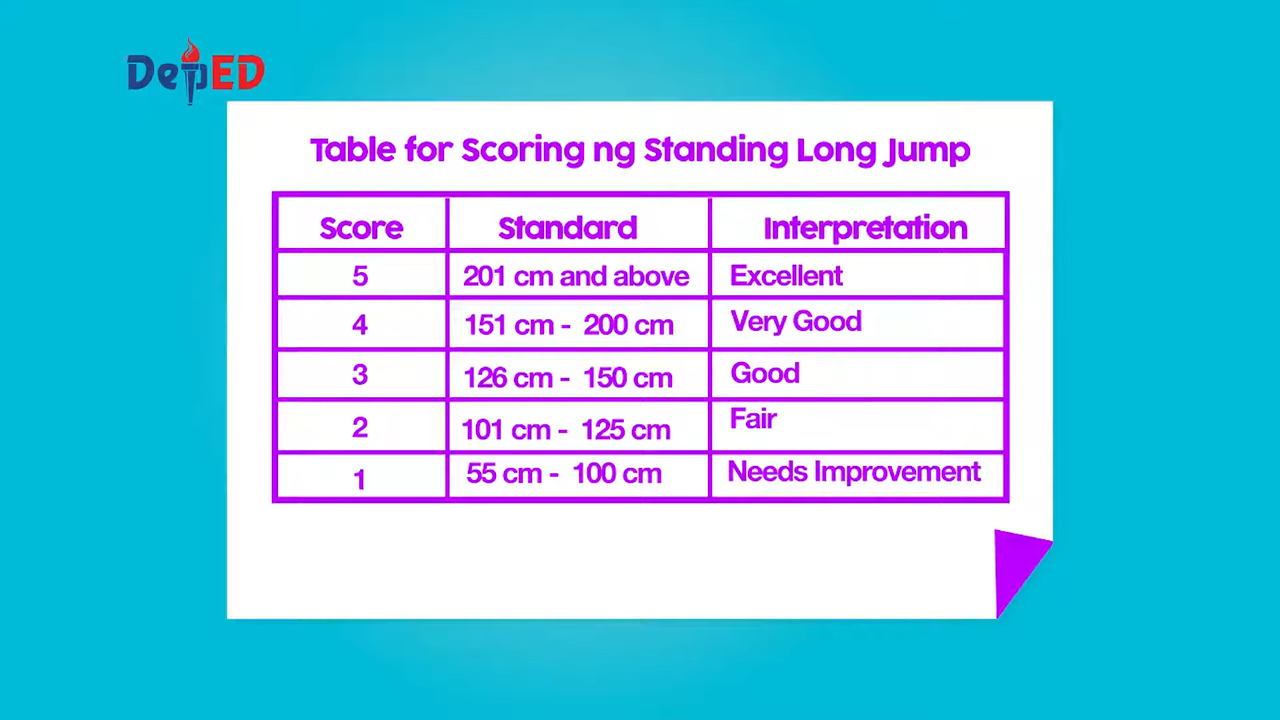 DepED
Table for Scoring ng Standing Long Jump
Score Standard Interpretation
5 201 cm and above Excellent
4 151 cm - 200 cm Very Good
3 126 cm - 150 cm Good
2 101 cm - 125 cm Fair
1 55 cm - 100 cm Needs Improvement